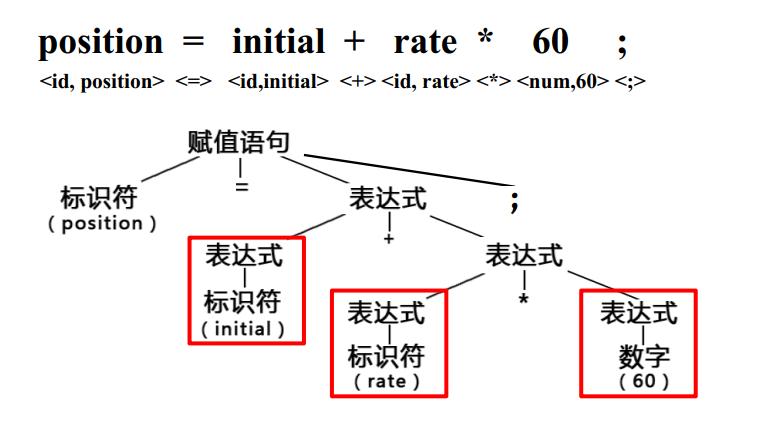 position = initial + rate * 60 ;
<id, position> <=> <id,initial> <+> <id, rate> <*> <num,60> <;>
赋值语句
标识符 = 表达式 ;
(position)
+
表达式 表达式
标识符 *
(initial)
表达式 表达式
标识符 数字
(rate) (60)